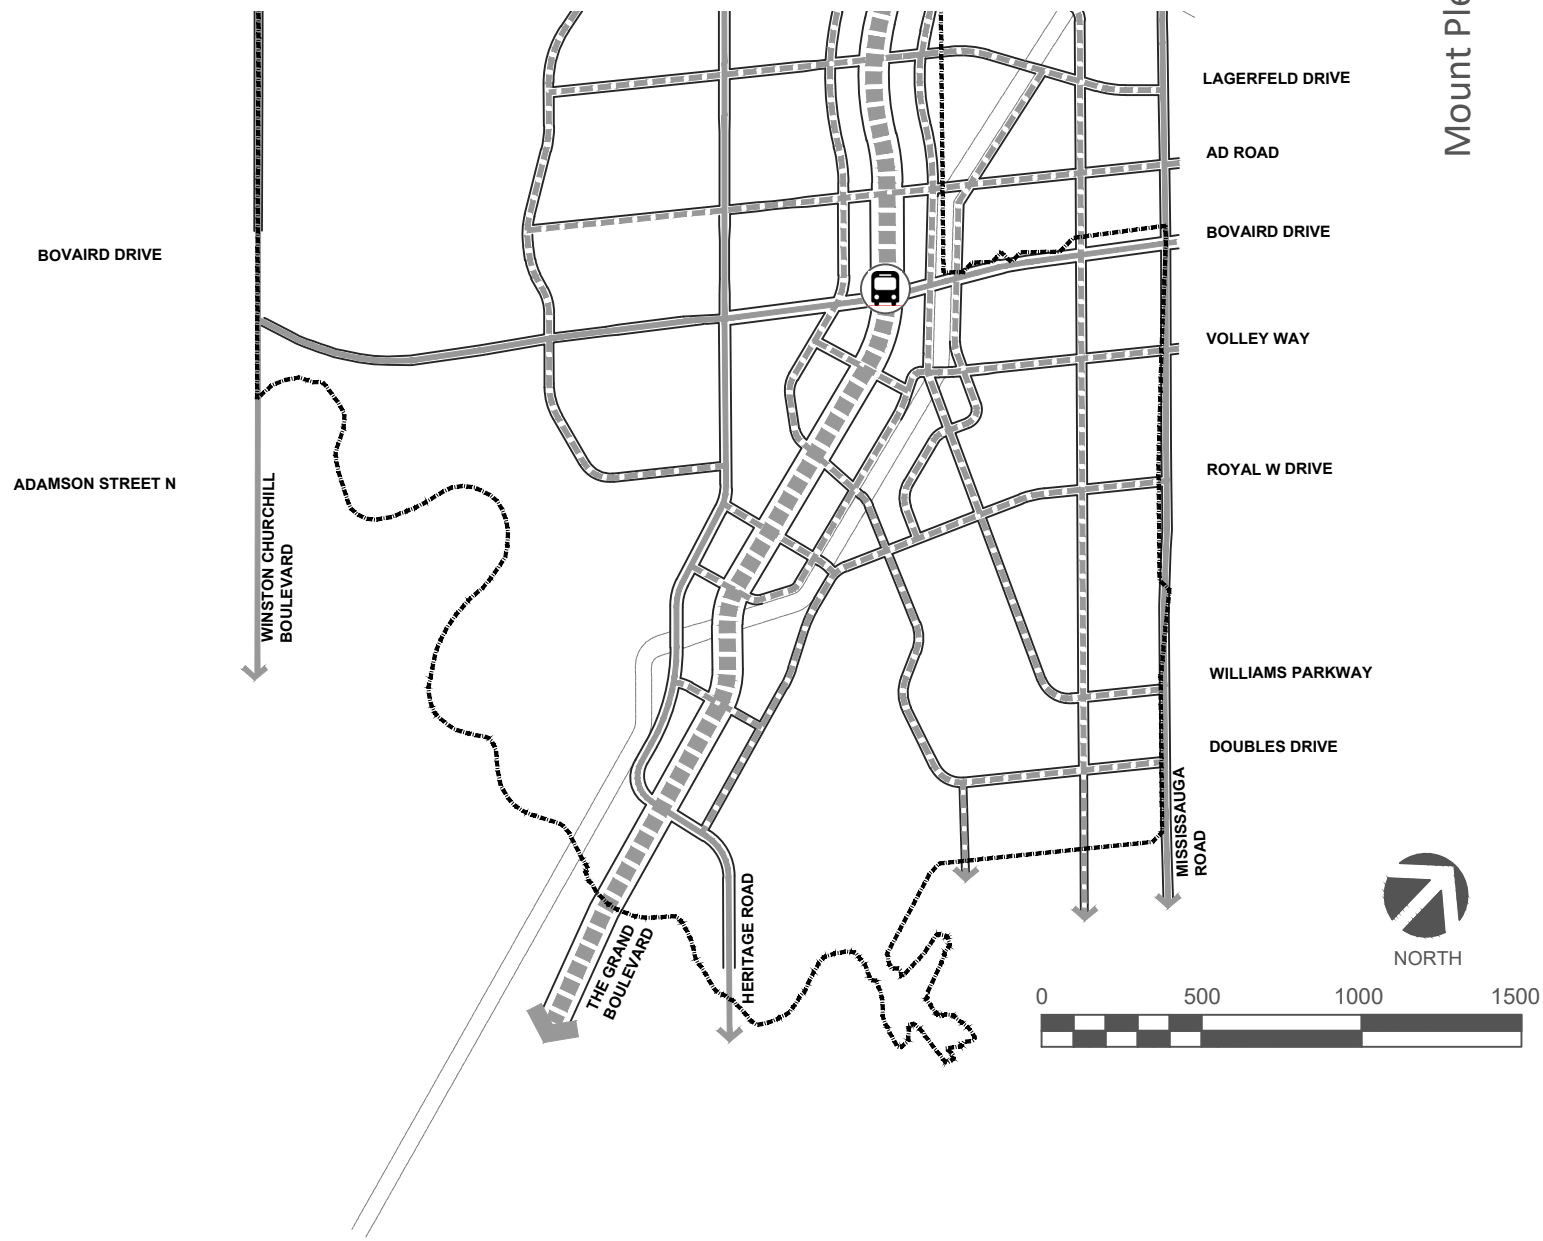 Mount Ple
LAGERFELD DRIVE
AD ROAD
BOVAIRD DRIVE
BOVAIRD DRIVE
VOLLEY WAY
ADAMSON STREET N
ROYAL W DRIVE
WINSTON CHURCHILL
BOULEVARD
WILLIAMS PARKWAY
DOUBLES DRIVE
MISSISSAUGA
ROAD
THE GRAND
BOULEVARD
HERITAGE ROAD
NORTH
0 500 1000 1500